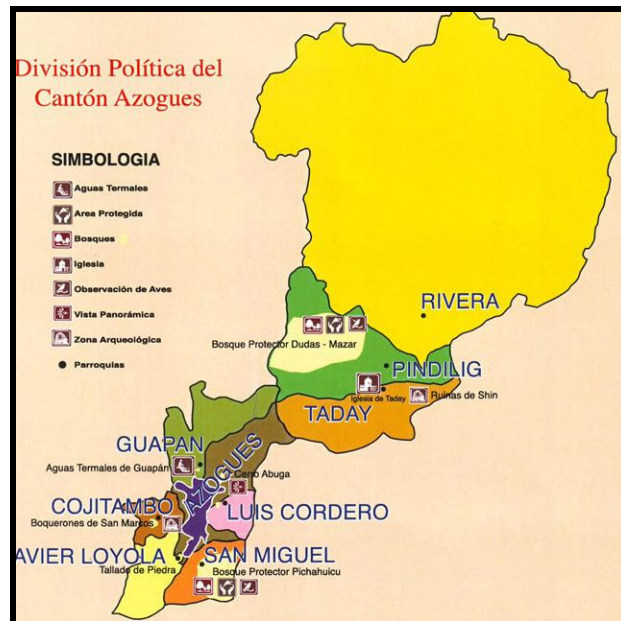 División Política del
Cantón Azogues
SIMBOLOGIA
Aguas Termales
Area Protegida
Bosques
Iglesia
Observación de Aves
Vista Panorámica
Zona Arqueológica
Parroquias
RIVERA
Bosque Protector Dudas - Mazar
PINDILIG
Iglesia de Taday
Ruinas de Shin
TADAY
GUAPAN
AZOGUES
Aguas Termales de Guapán
Cerro Abuga
COJITAMBO
LUIS CORDERO
Boquerones de San Marcos
AVIER LOYOLA
SAN MIGUEL
Tallado de Piedra
Bosque Protector Pichahuicu